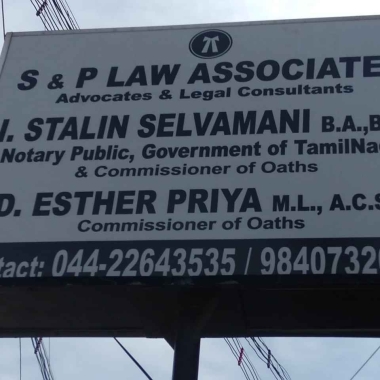 S & P LAW ASSOCIATE
Advocates & Legal Consultants
I. STALIN SELVAMANI B.A.,B
Notary Public, Government of TamilNa
& Commissioner of Oaths
D. ESTHER PRIYA M.L., A.C.S
Commissioner of Oaths
tact: 044-22643535 / 9840732